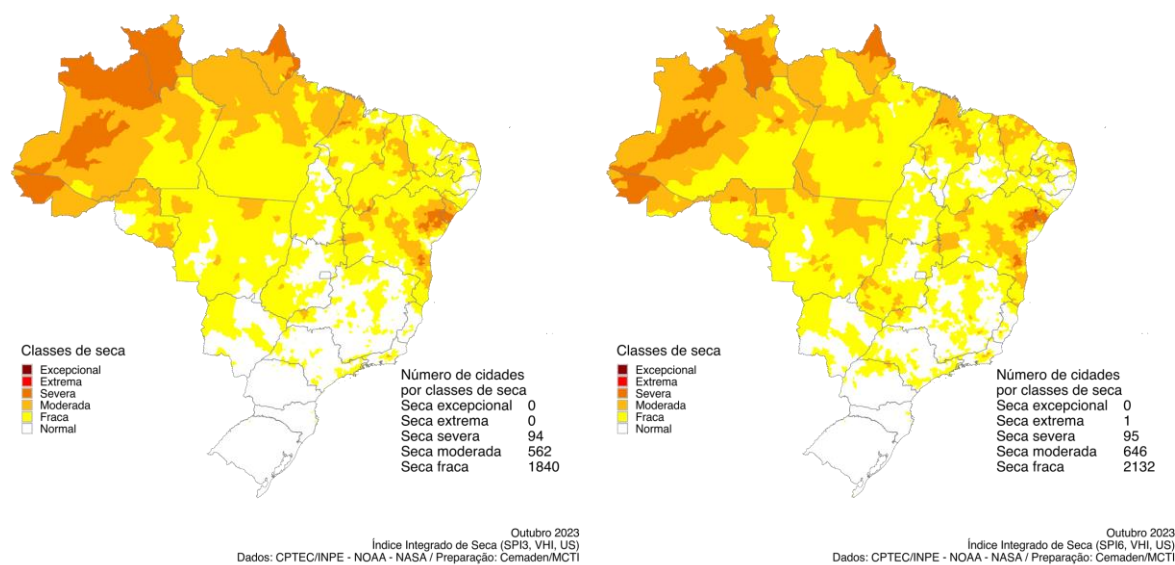 Classes de seca
Excepcional
Extrema
Severa
Moderada
Fraca
Normal
Número de cidades
por classes de seca
Seca excepcional 0
Seca extrema 0
Seca severa 94
Seca moderada 562
Seca fraca 1840
Outubro 2023
Índice Integrado de Seca (SPI3, VHI, US)
Dados: CPTEC/INPE - NOAA - NASA / Preparação: Cemaden/MCTI
Classes de seca
Excepcional
Extrema
Severa
Moderada
Fraca
Normal
Número de cidades
por classes de seca
Seca excepcional 0
Seca extrema 1
Seca severa 95
Seca moderada 646
Seca fraca 2132
Outubro 2023
Índice Integrado de Seca (SPI6, VHI, US)
Dados: CPTEC/INPE - NOAA - NASA / Preparação: Cemaden/MCTI